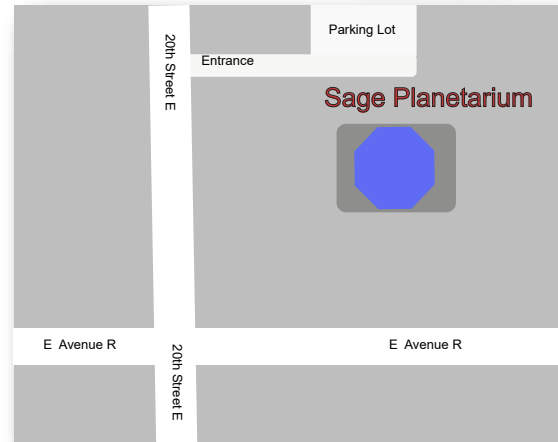 Parking Lot
20th Street E
Entrance
Sage Planetarium
E Avenue R
20th Street E
E Avenue R